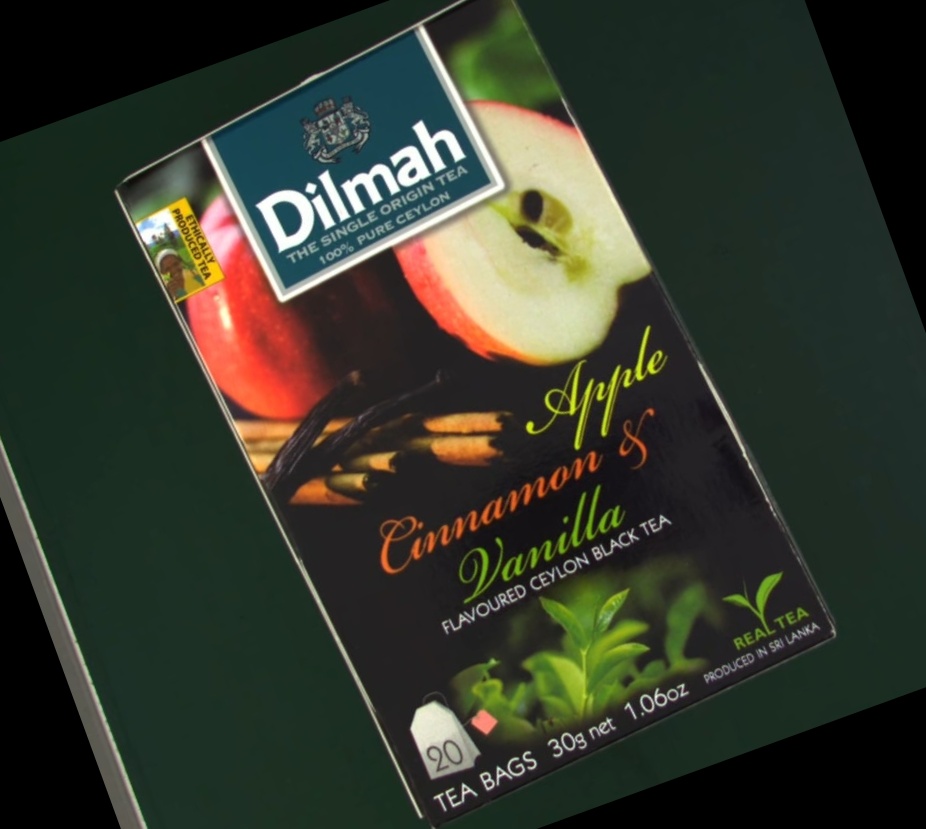 Dilmah
THE SINGLE ORIGIN TEA
100% PURE CEYLON
ETHICALLY
PRODUCED TEA
Apple
Cinnamon &
Vanilla
FLAVOURED CEYLON BLACK TEA
REAL TEA
PRODUCED IN SRI LANKA
20
TEA BAGS 30g net 1.06oz